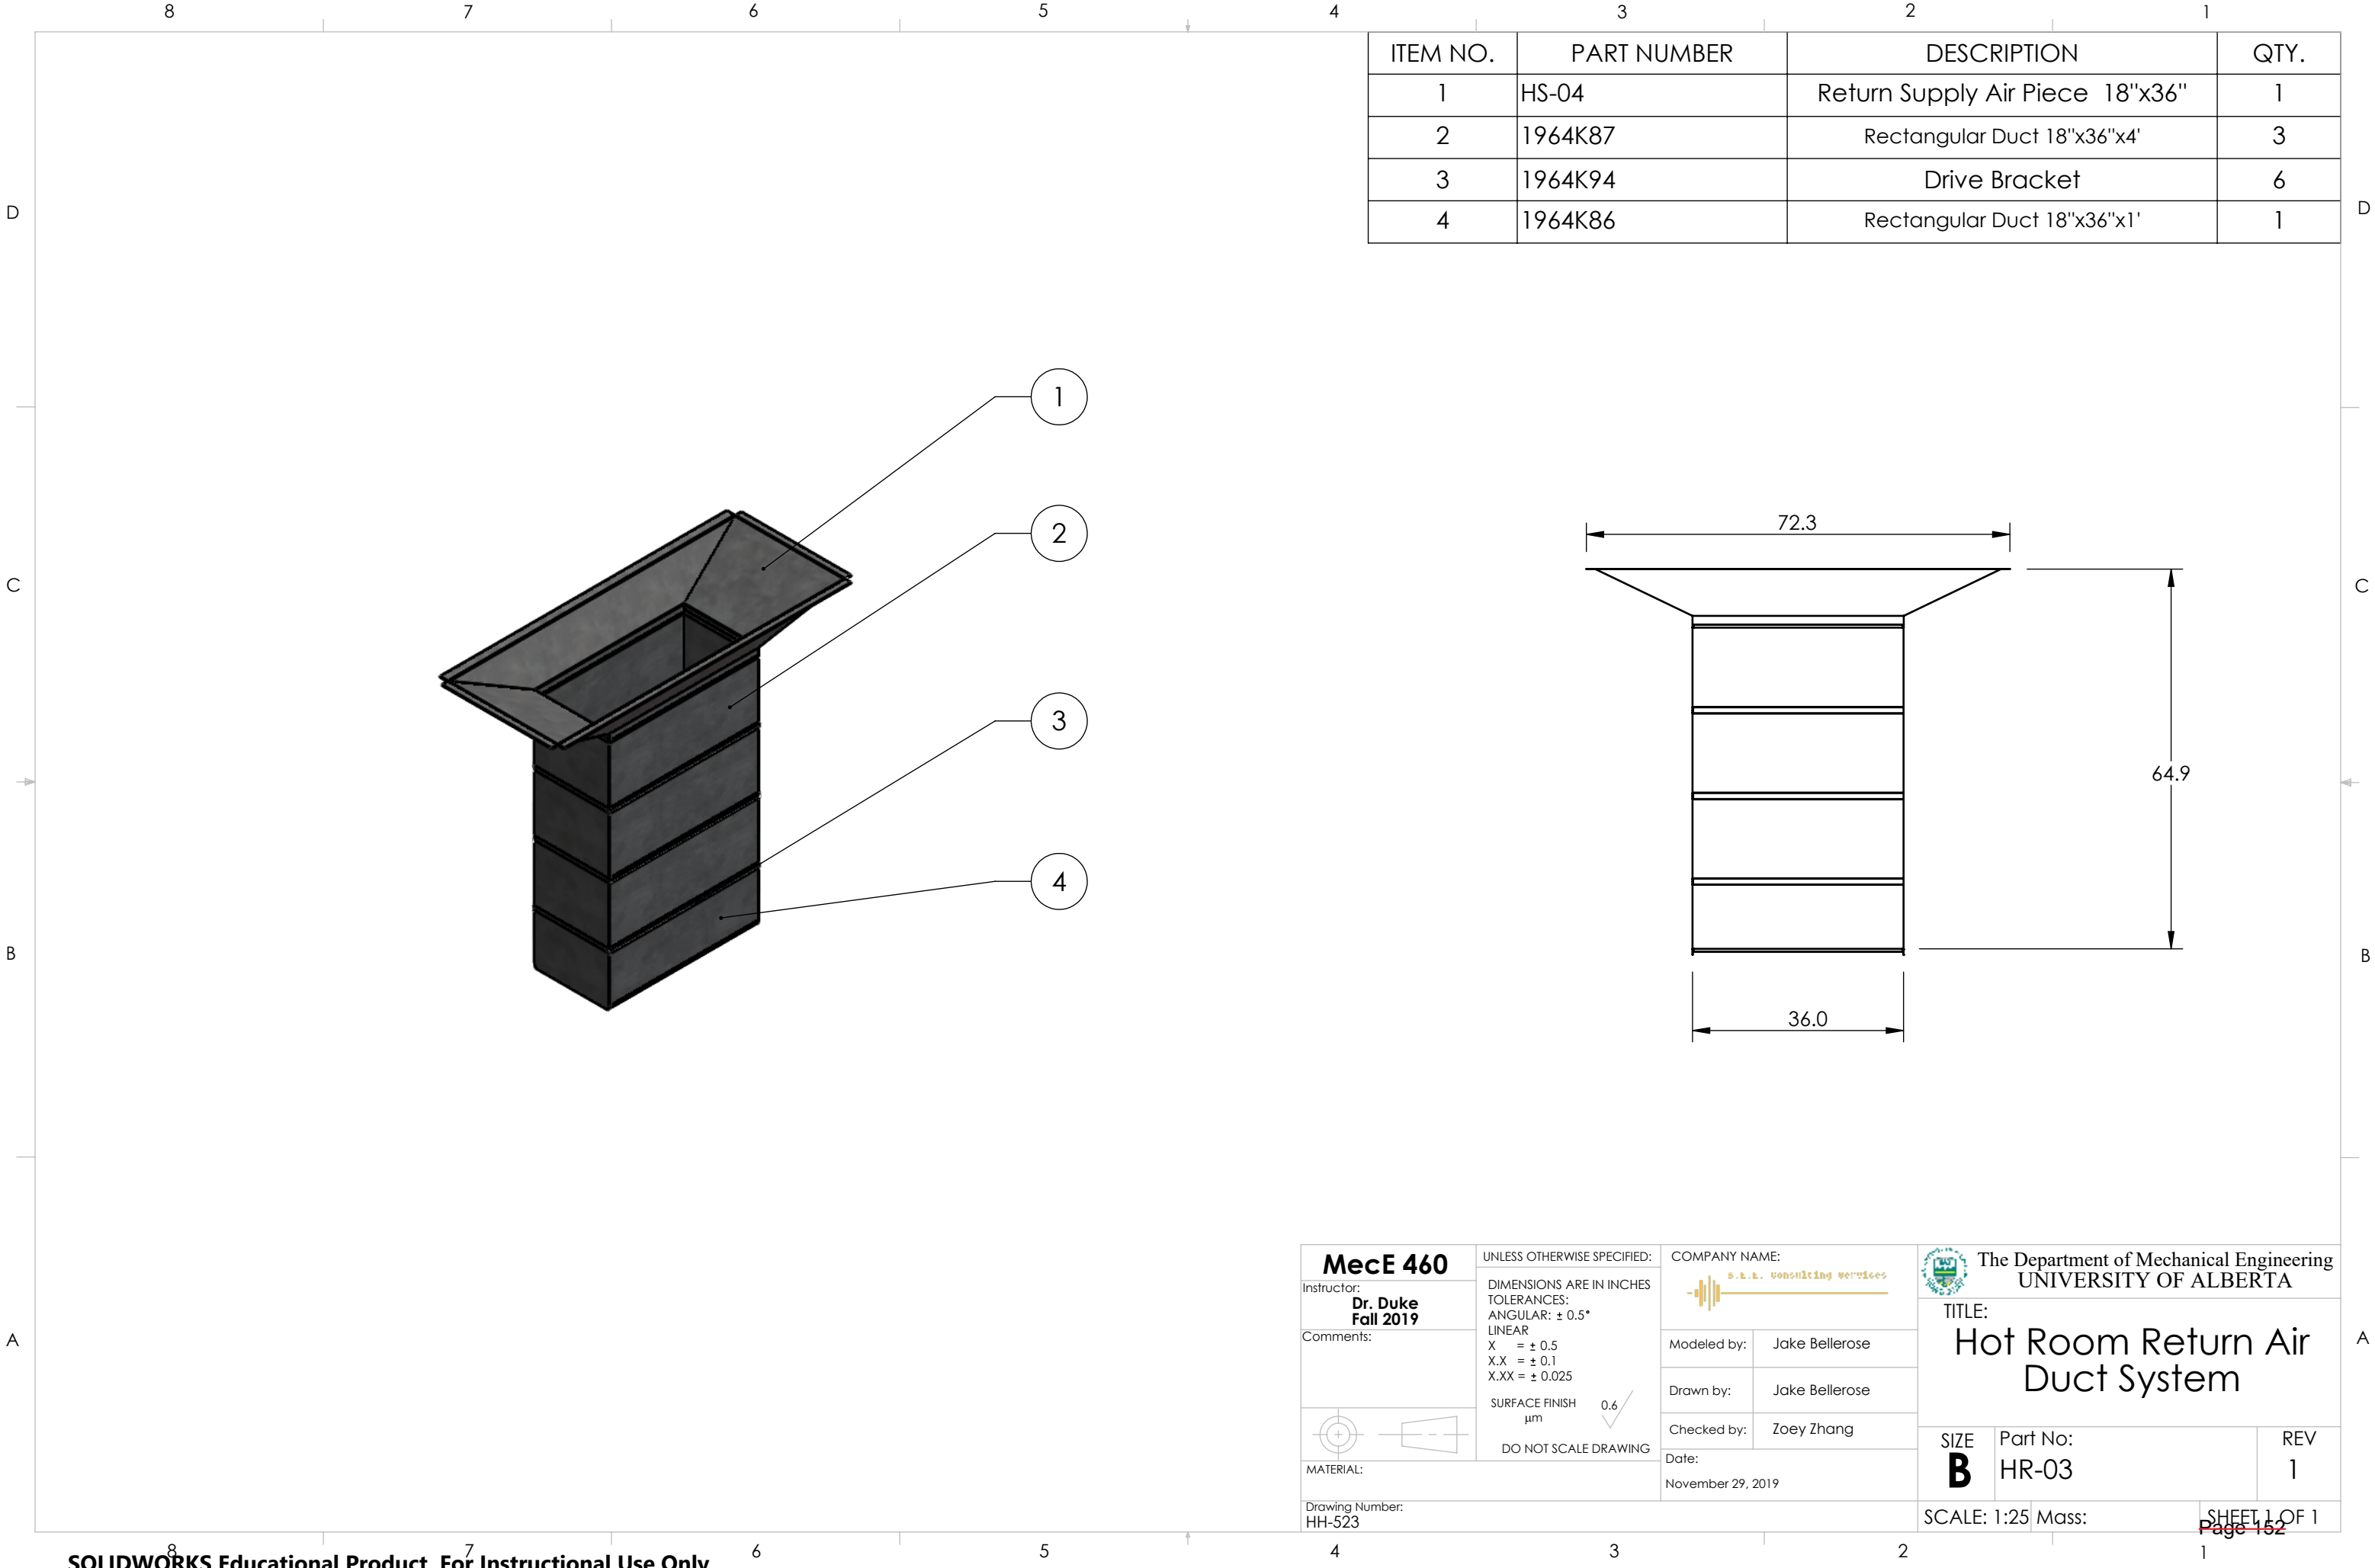 8 7 6 5 4 3 2 1
ITEM NO. PART NUMBER DESCRIPTION QTY.
1 HS-04 Return Supply Air Piece 18"x36" 1
2 1964K87 Rectangular Duct 18"x36"x4' 3
3 1964K94 Drive Bracket 6
4 1964K86 Rectangular Duct 18"x36"x1' 1
D D
1
2
3
4
72.3
64.9
36.0
C C
B B
A A
MecE 460
Instructor:
Dr. Duke
Fall 2019
Comments:
UNLESS OTHERWISE SPECIFIED:
DIMENSIONS ARE IN INCHES
TOLERANCES:
ANGULAR: ± 0.5°
LINEAR
X = ± 0.5
X.X = ± 0.1
X.XX = ± 0.025
SURFACE FINISH 0.6
µm
DO NOT SCALE DRAWING
MATERIAL:
Drawing Number:
HH-523
COMPANY NAME:
Consulting Services
Modeled by: Jake Bellerose
Drawn by: Jake Bellerose
Checked by: Zoey Zhang
Date:
November 29, 2019
The Department of Mechanical Engineering
UNIVERSITY OF ALBERTA
TITLE:
Hot Room Return Air
Duct System
SIZE Part No: REV
B HR-03 1
SCALE: 1:25 Mass: SHEET 1 OF 1
Page 152
8 7 6 5 4 3 2 1
SOLIDWORKS Educational Product. For Instructional Use Only.